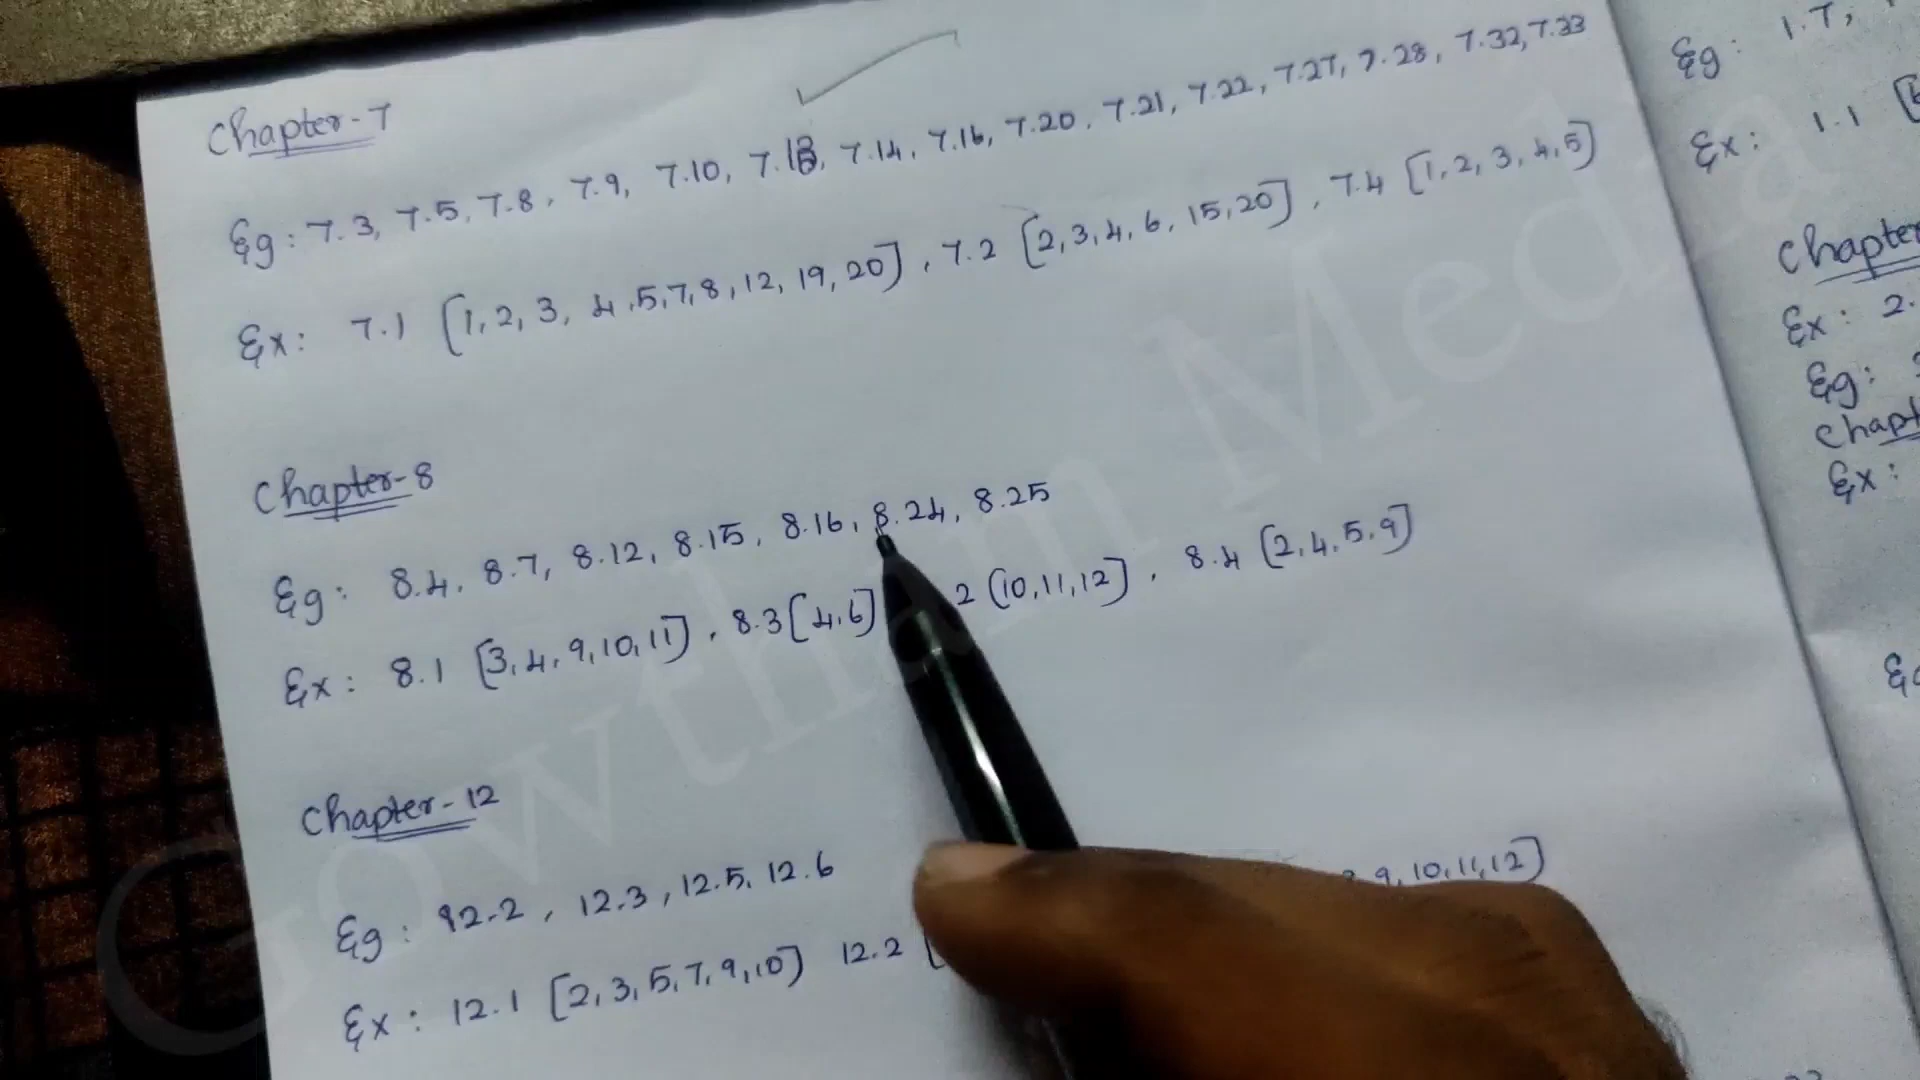 Chapter-7
Eg: 7.3, 7.5, 7.8, 7.9, 7.10, 7.13, 7.14, 7.16, 7.20, 7.21, 7.22, 7.27, 7.28, 7.32, 7.33
Ex: 7.1 [1, 2, 3, 4, 5, 7, 8, 12, 19, 20], 7.2 [2, 3, 4, 6, 15, 20], 7.4 [1, 2, 3, 4, 5]
Chapter-8
Eg: 8.4, 8.7, 8.12, 8.15, 8.16, 8.24, 8.25
Ex: 8.1 [3, 4, 9, 10, 11], 8.3 [4, 6] 2 [10, 11, 12], 8.4 [2, 4, 5, 9]
Chapter-12
Eg: 12.2, 12.3, 12.5, 12.6
Ex: 12.1 [2, 3, 5, 7, 9, 10] 12.2 [ 9, 10, 11, 12]
Eg: 1.7,
Ex: 1.1
Chapter
Ex: 2.
Eg:
Chapt
Ex:
Gowtham Media